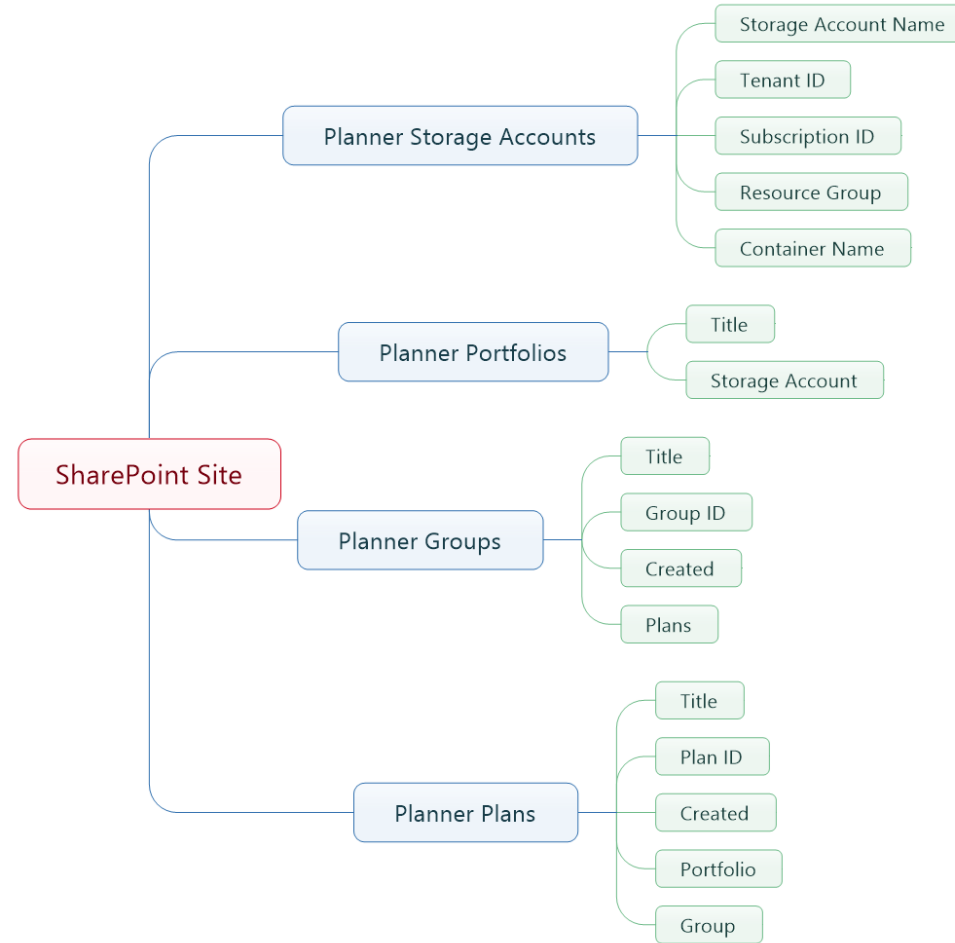 SharePoint Site
Planner Storage Accounts
Storage Account Name
Tenant ID
Subscription ID
Resource Group
Container Name
Planner Portfolios
Title
Storage Account
Planner Groups
Title
Group ID
Created
Plans
Planner Plans
Title
Plan ID
Created
Portfolio
Group